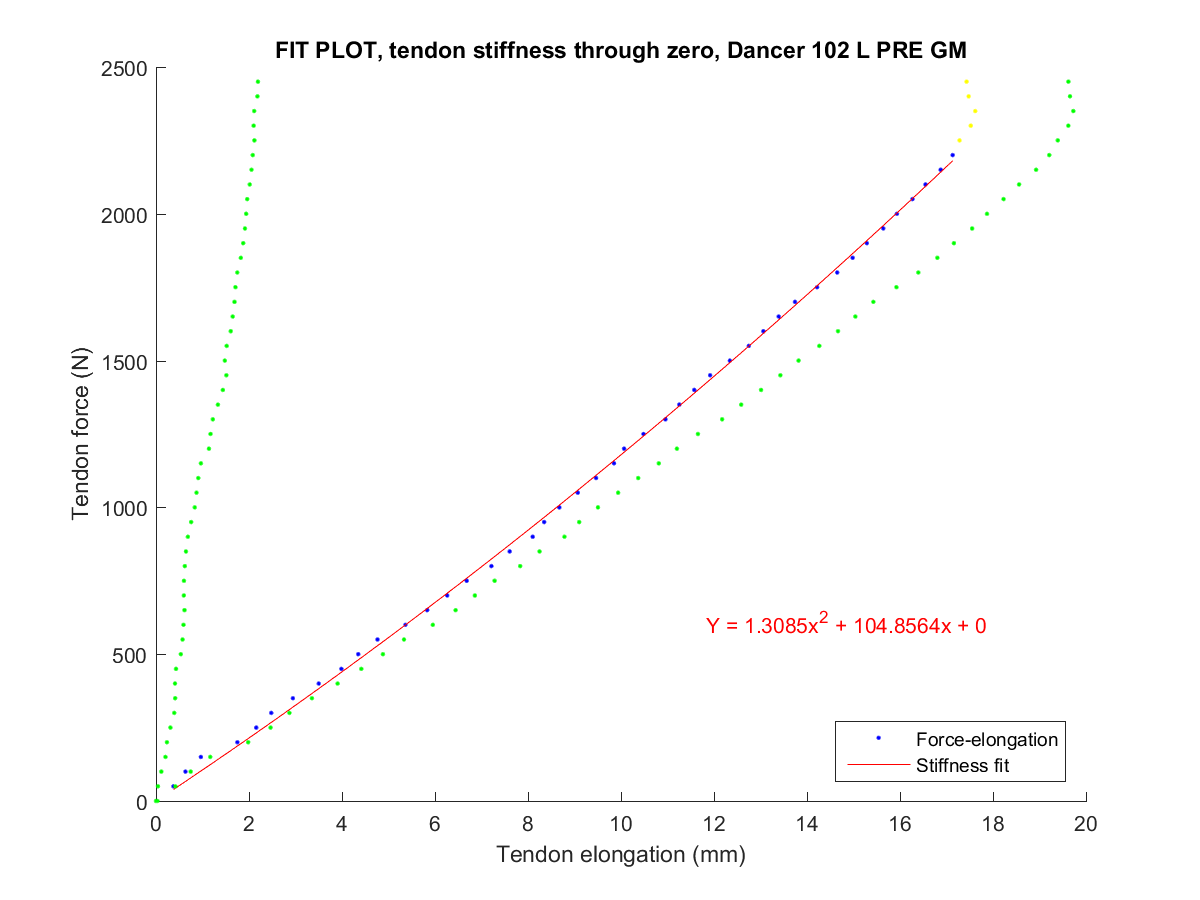 FIT PLOT, tendon stiffness through zero, Dancer 102 L PRE GM
2500
2000
1500
1000
500
0
Tendon force (N)
Y = 1.3085x² + 104.8564x + 0
Force-elongation
Stiffness fit
0 2 4 6 8 10 12 14 16 18 20
Tendon elongation (mm)